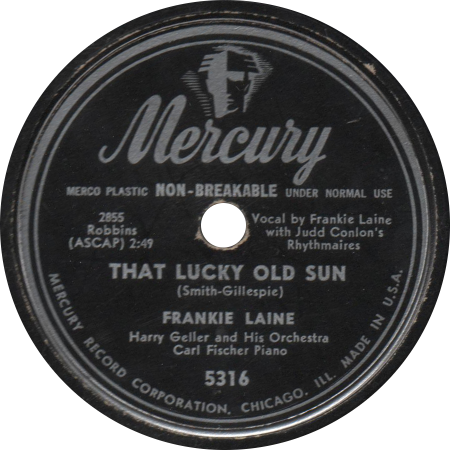 Mercury
MERCO PLASTIC NON-BREAKABLE UNDER NORMAL USE
2855
Robbins
(ASCAP) 2:49
Vocal by Frankie Laine
with Judd Conlon's
Rhythmaires
THAT LUCKY OLD SUN
(Smith-Gillespie)
FRANKIE LAINE
Harry Geller and His Orchestra
Carl Fischer Piano
5316
MERCURY RECORD CORPORATION, CHICAGO, ILL. MADE IN U.S.A.